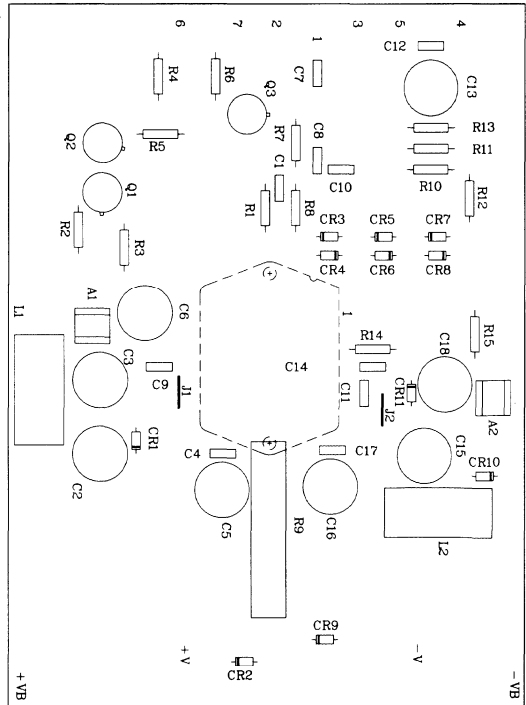 6
7
2
1
3
5
4
C12
R4
R6
C7
C13
Q3
R13
R7
Q2
R5
C8
R11
C10
R10
C1
Q1
R12
R1
R8
R2
R3
CR3
CR5
CR7
CR4
CR6
CR8
A1
C6
L1
1
R14
R15
C3
C14
C18
C9
J1
C11
J2
CR11
A2
CR1
C2
C4
C17
C15
CR10
C5
R9
C16
L2
CR9
+V
-V
CR2
+VB
-VB